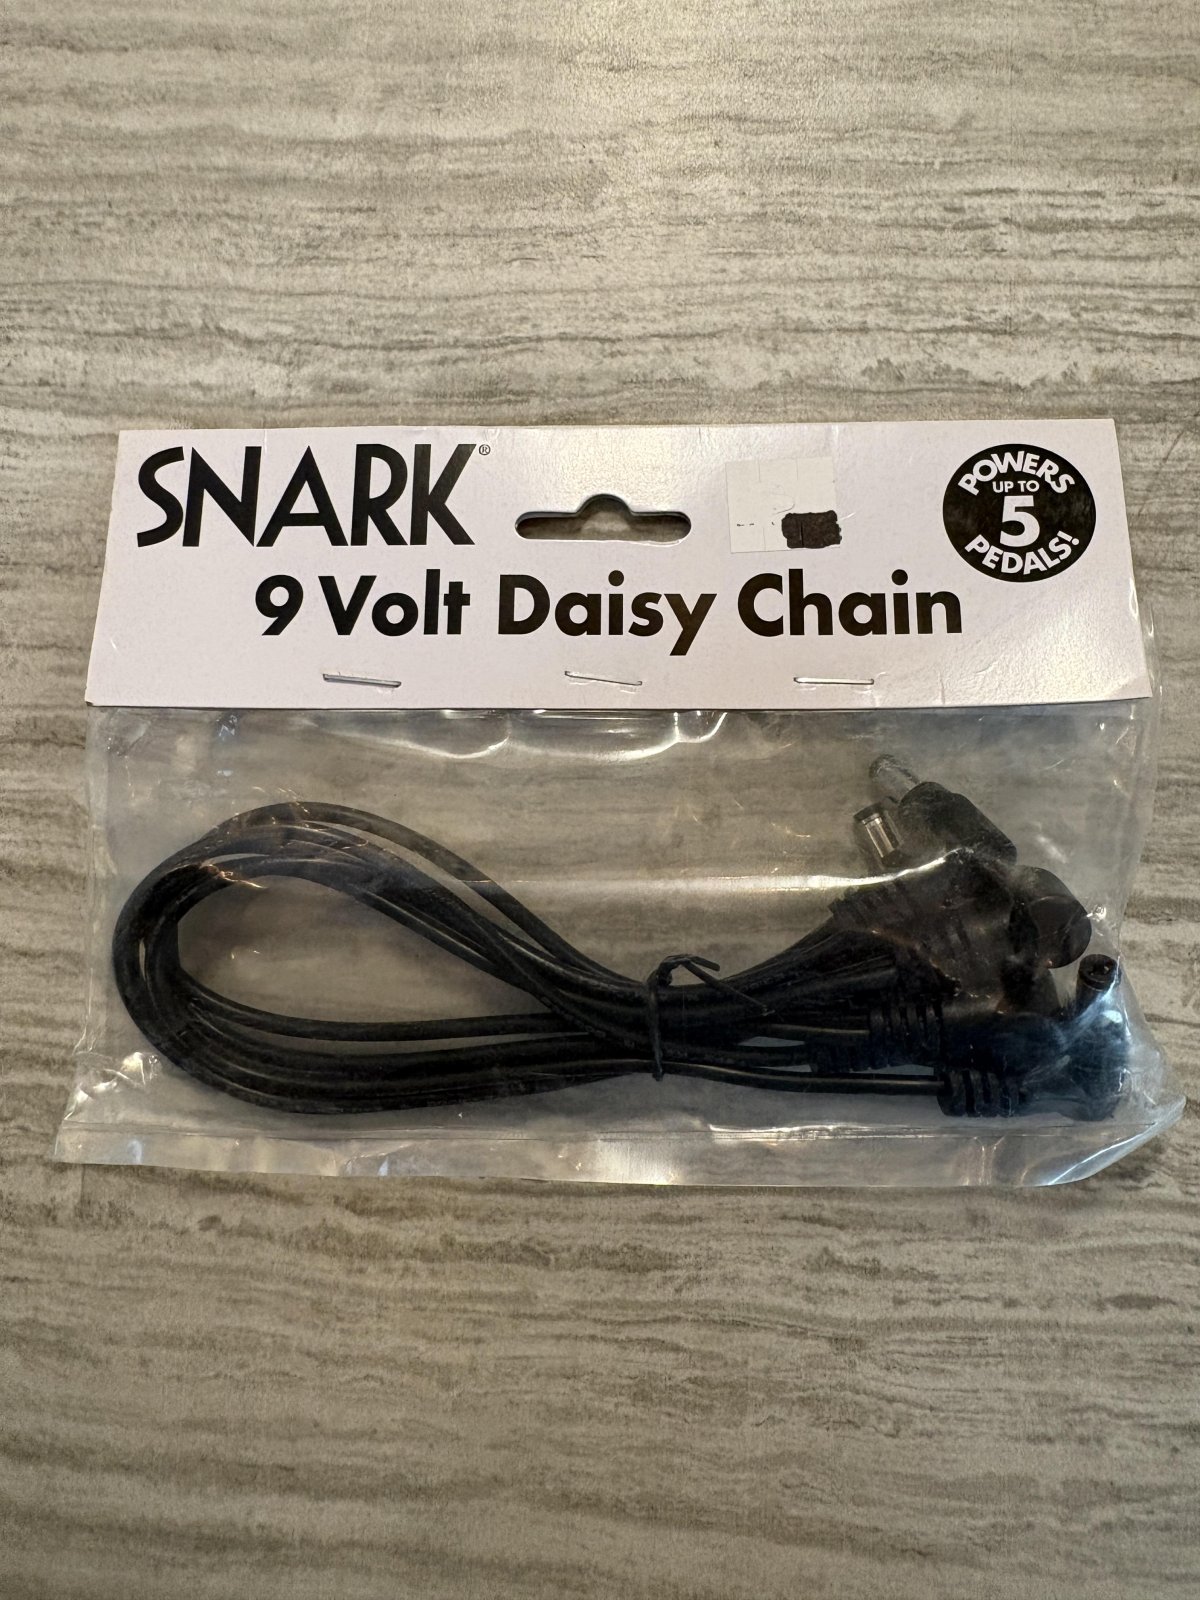 SNARK®
POWERS
UP TO
5
PEDALS!
9 Volt Daisy Chain